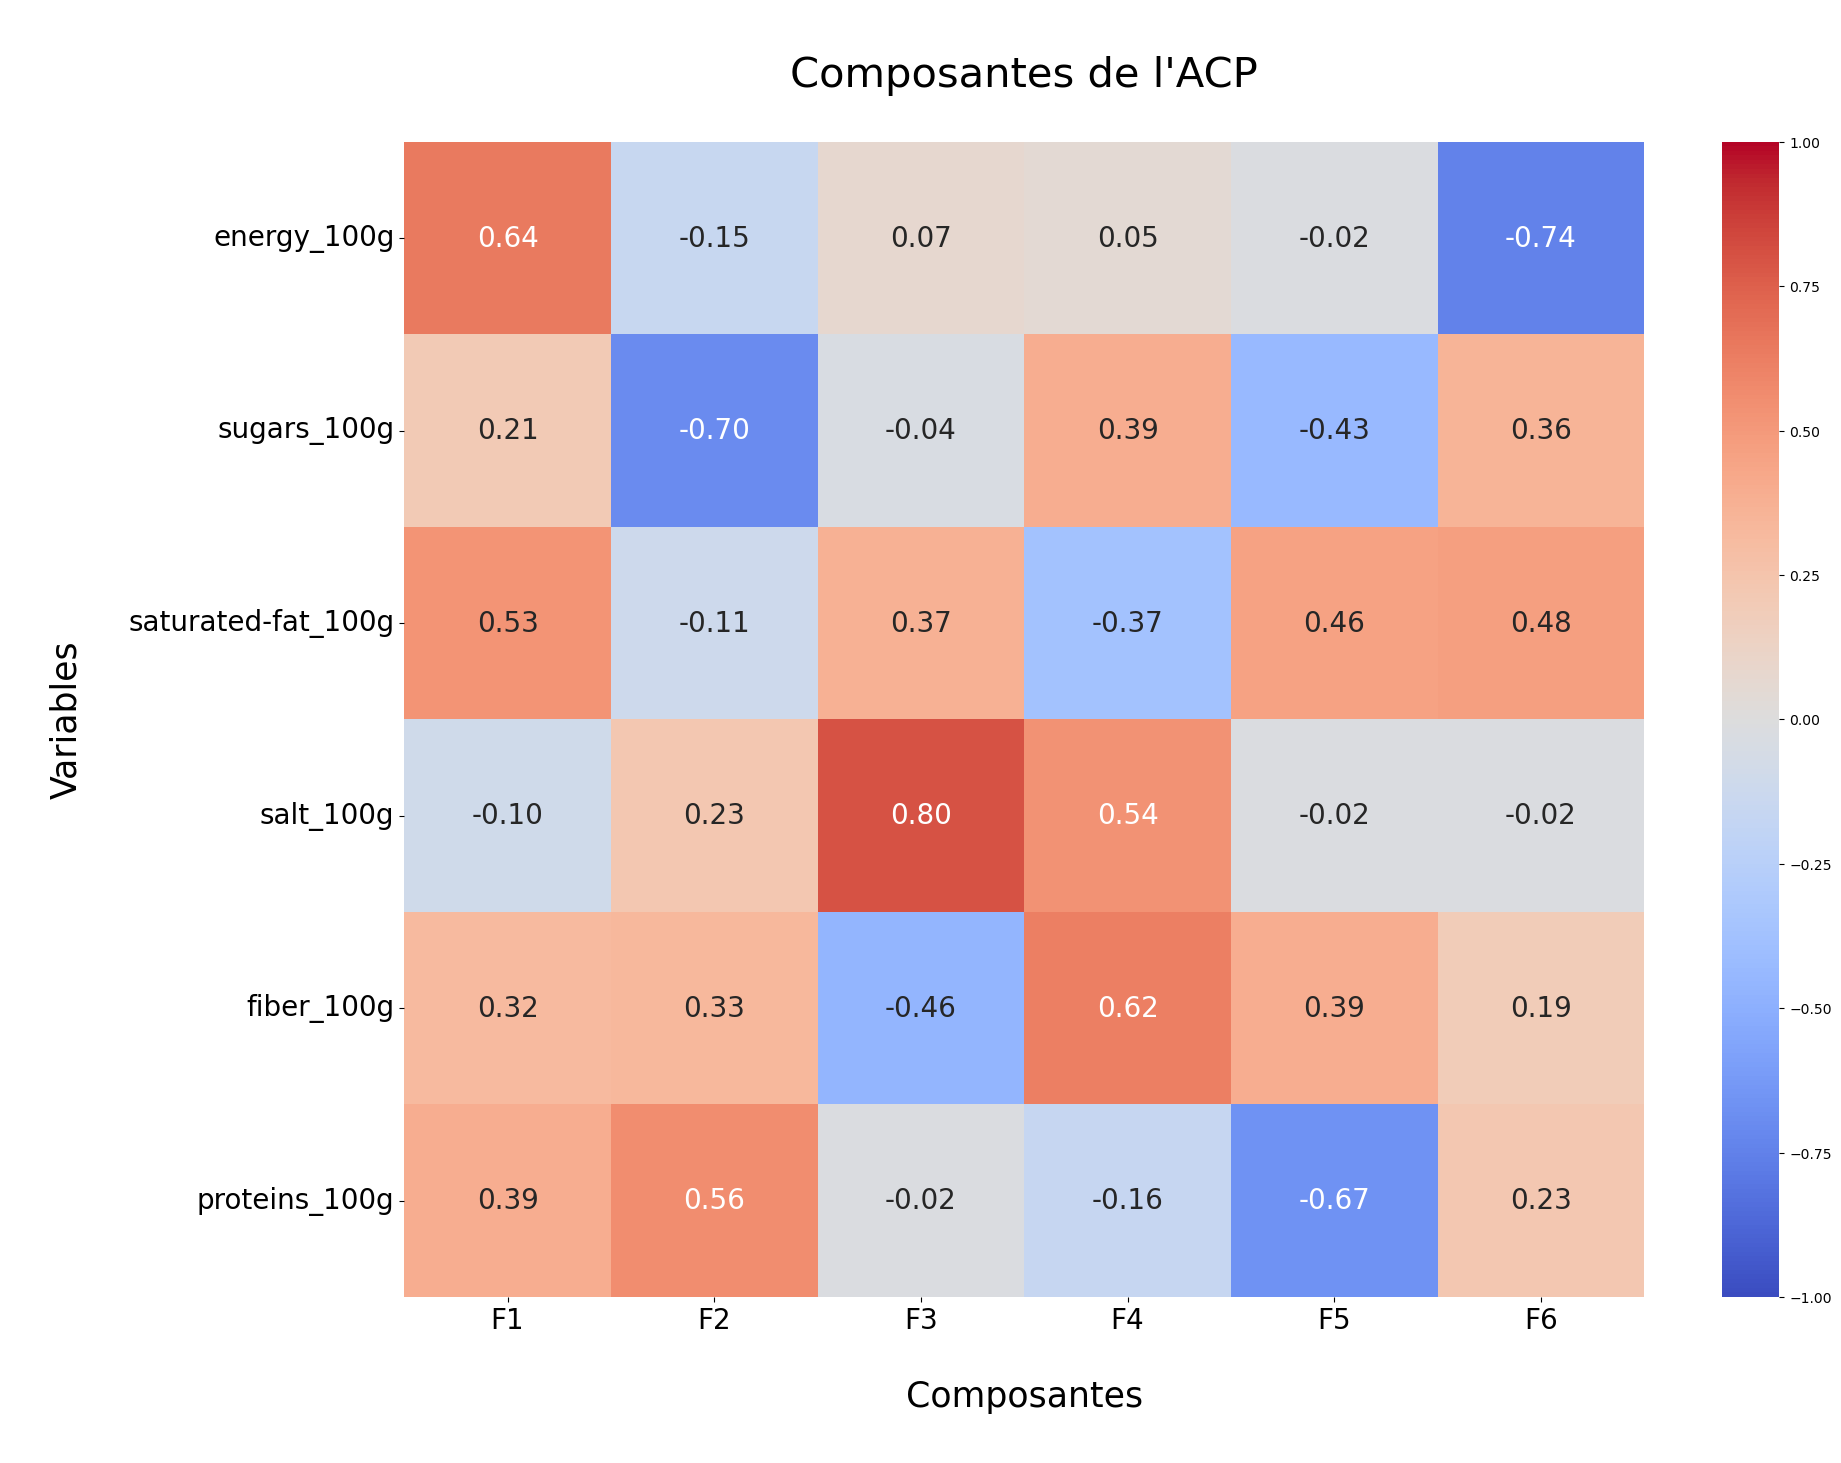 Composantes de l'ACP
Variables
energy_100g 0.64 -0.15 0.07 0.05 -0.02 -0.74
sugars_100g 0.21 -0.70 -0.04 0.39 -0.43 0.36
saturated-fat_100g 0.53 -0.11 0.37 -0.37 0.46 0.48
salt_100g -0.10 0.23 0.80 0.54 -0.02 -0.02
fiber_100g 0.32 0.33 -0.46 0.62 0.39 0.19
proteins_100g 0.39 0.56 -0.02 -0.16 -0.67 0.23
F1 F2 F3 F4 F5 F6
Composantes
1.00
0.75
0.50
0.25
0.00
−0.25
−0.50
−0.75
−1.00